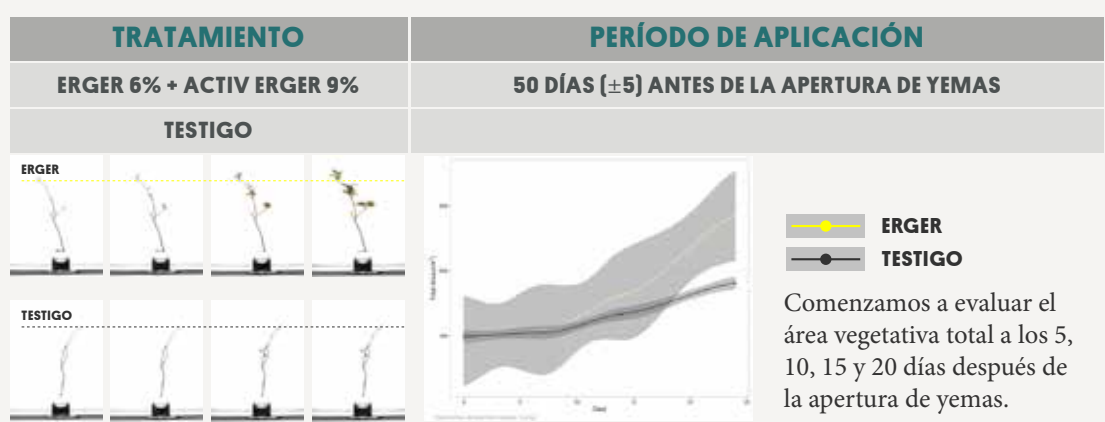 TRATAMIENTO
PERÍODO DE APLICACIÓN
ERGER 6% + ACTIV ERGER 9%
50 DÍAS (±5) ANTES DE LA APERTURA DE YEMAS
TESTIGO
ERGER
TESTIGO
ERGER
TESTIGO
Comenzamos a evaluar el
área vegetativa total a los 5,
10, 15 y 20 días después de
la apertura de yemas.